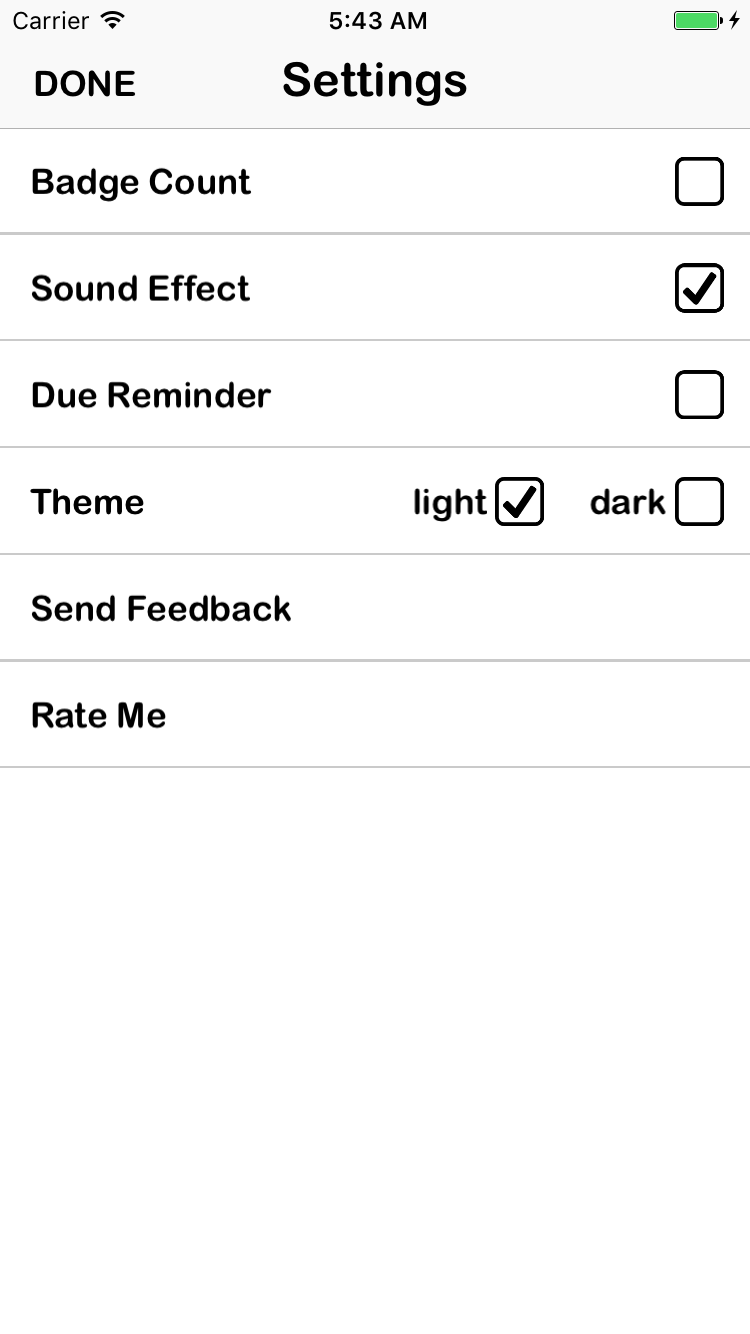 Carrier 5:43 AM
DONE Settings
Badge Count
Sound Effect
Due Reminder
Theme light dark
Send Feedback
Rate Me